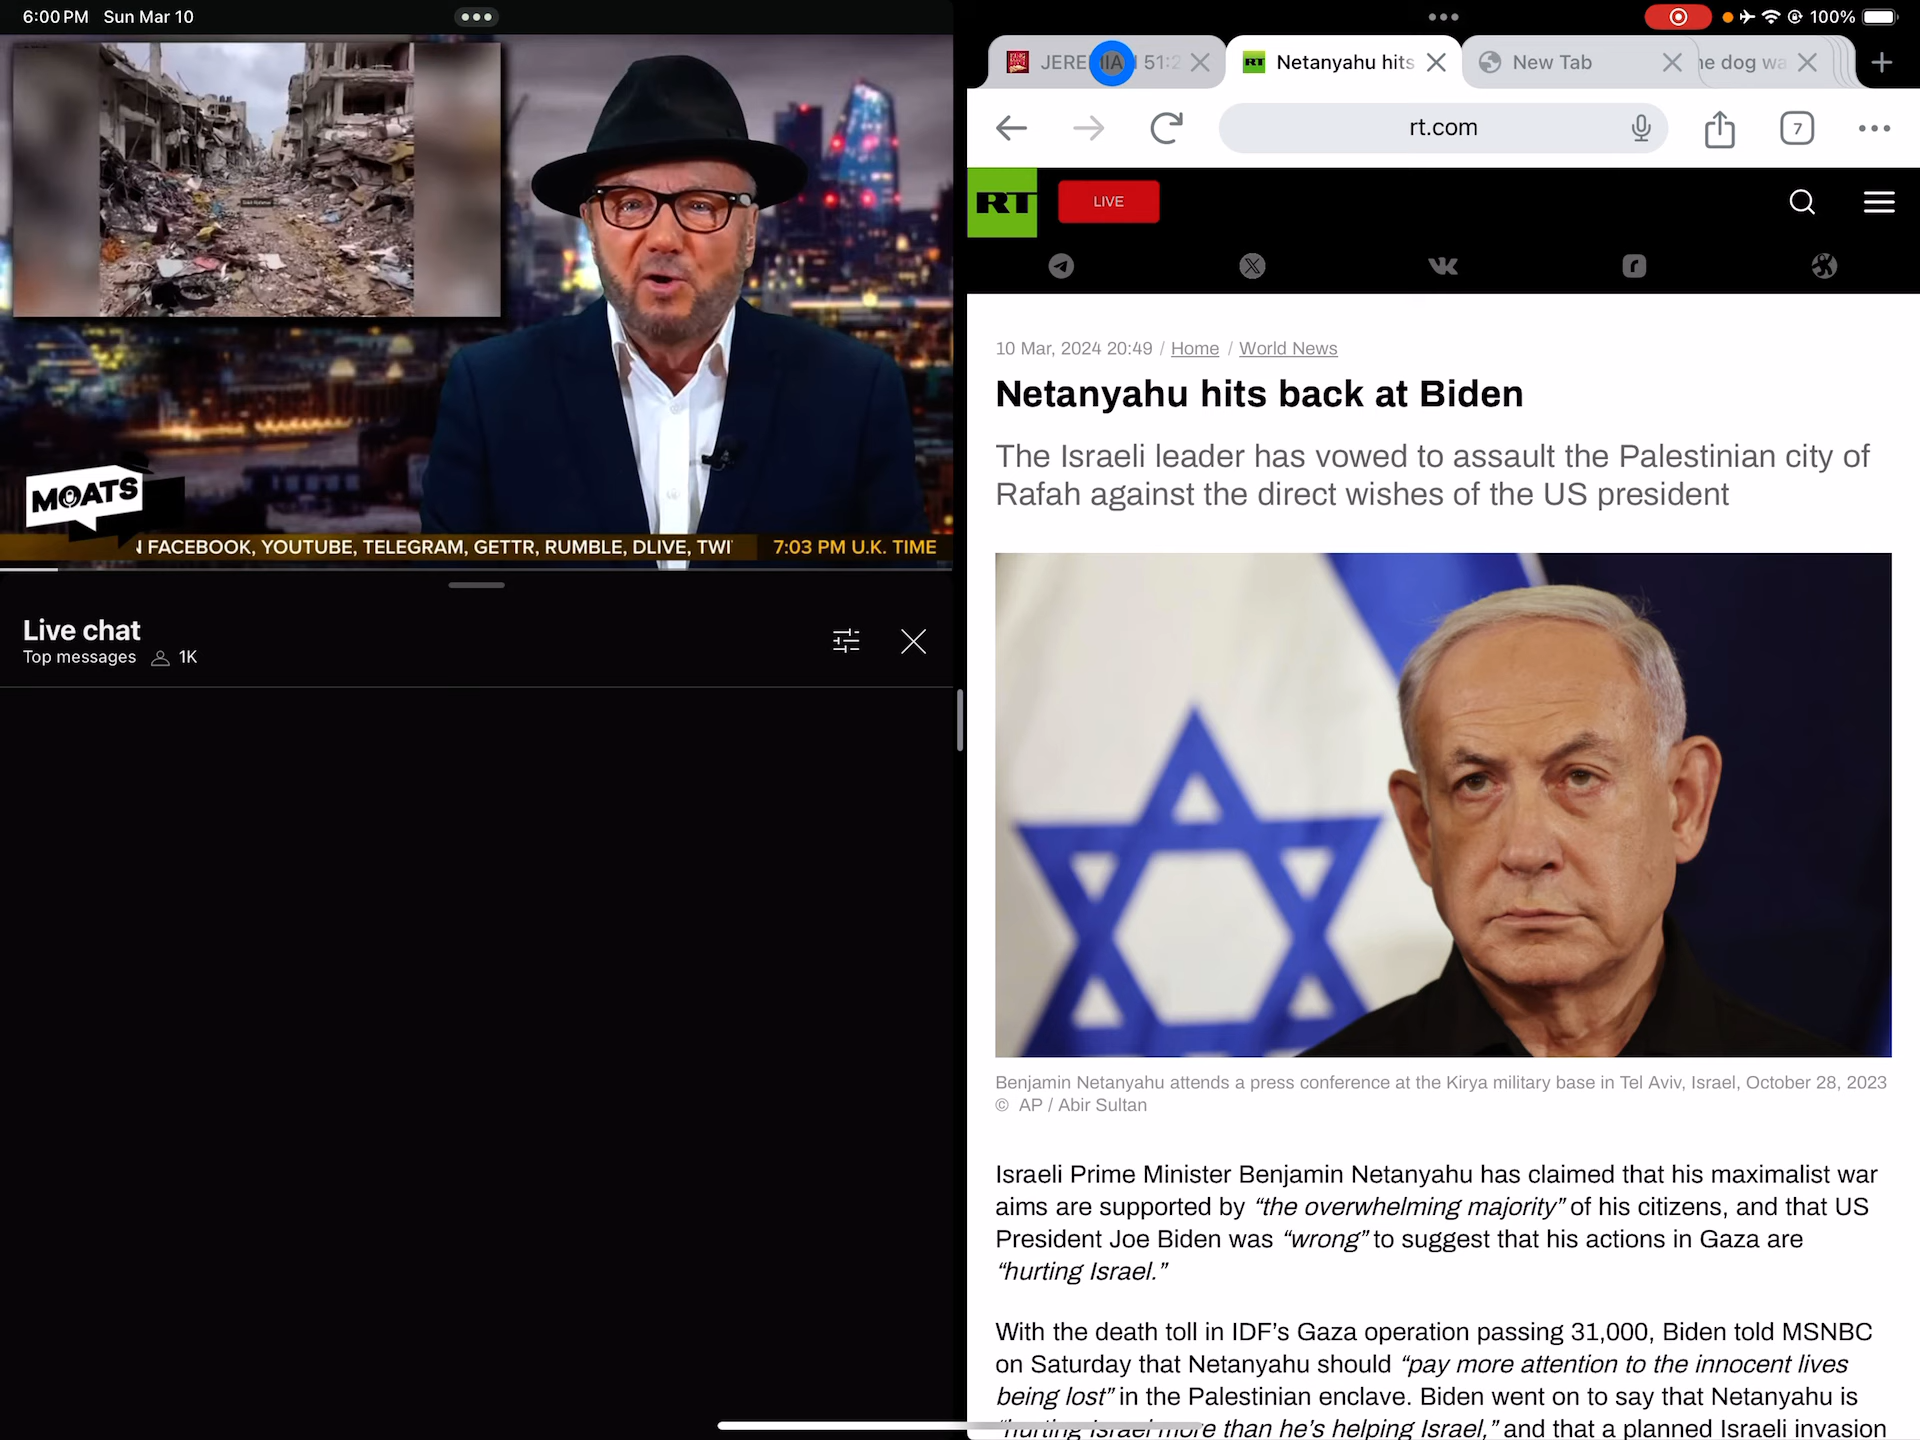 6:00 PM Sun Mar 10
100%
MOATS
FACEBOOK, YOUTUBE, TELEGRAM, GETTR, RUMBLE, DLIVE,
7:03 PM U.K. TIME
Live chat
Top messages 1K
51:2
Netanyahu hits
New Tab
dog
rt.com
7
RT
LIVE
10 Mar, 2024 20:49 / Home / World News
Netanyahu hits back at Biden
The Israeli leader has vowed to assault the Palestinian city of
Rafah against the direct wishes of the US president
Benjamin Netanyahu attends a press conference at the Kirya military base in Tel Aviv, Israel, October 28, 2023
© AP / Abir Sultan
Israeli Prime Minister Benjamin Netanyahu has claimed that his maximalist war
aims are supported by “the overwhelming majority” of his citizens, and that US
President Joe Biden was “wrong” to suggest that his actions in Gaza are
“hurting Israel.”
With the death toll in IDF’s Gaza operation passing 31,000, Biden told MSNBC
on Saturday that Netanyahu should “pay more attention to the innocent lives
being lost” in the Palestinian enclave. Biden went on to say that Netanyahu is
“hurting Israel more than he’s helping Israel,” and that a planned Israeli invasion